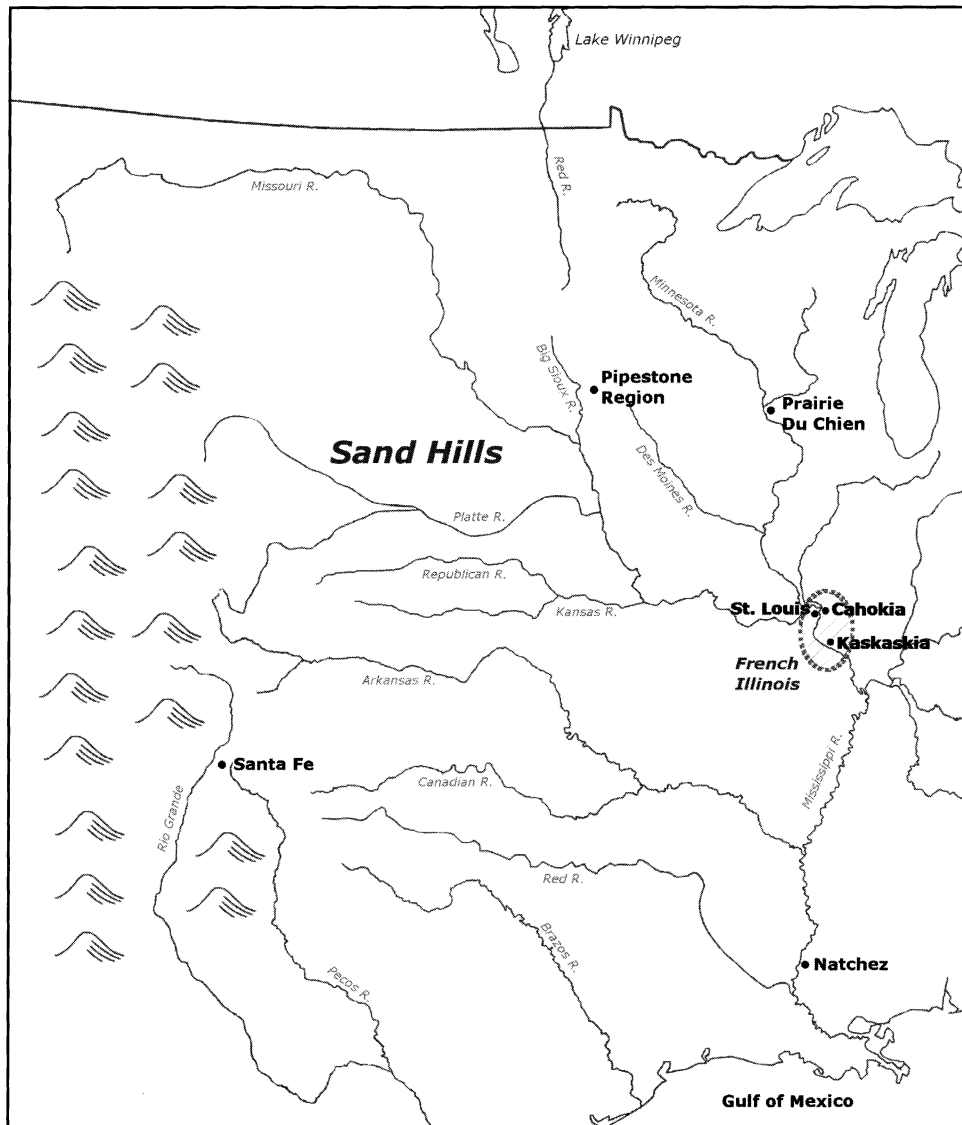 Lake Winnipeg
Missouri R.
Red R.
Minnesota R.
Big Sioux R.
Pipestone
Region
Prairie
Du Chien
Sand Hills
Des Moines R.
Platte R.
Republican R.
Kansas R.
St. Louis
Cahokia
Kaskaskia
French
Illinois
Arkansas R.
Mississippi R.
Santa Fe
Canadian R.
Rio Grande
Red R.
Brazos R.
Pecos R.
Natchez
Gulf of Mexico